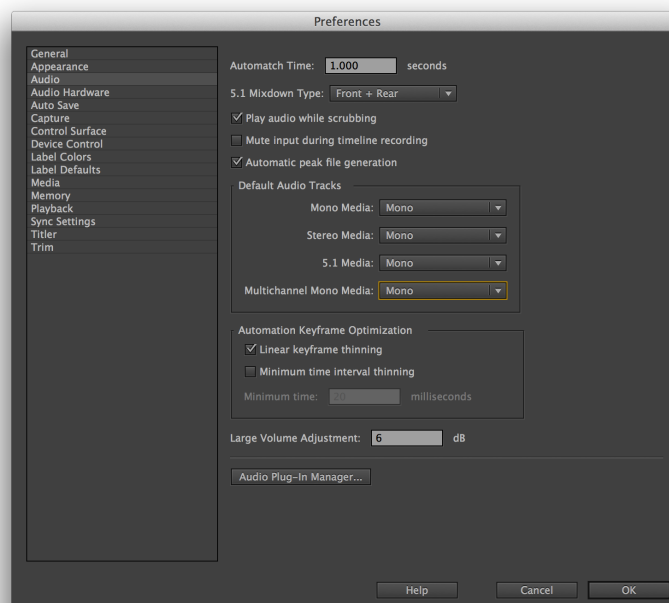 Preferences
General
Appearance
Audio
Audio Hardware
Auto Save
Capture
Control Surface
Device Control
Label Colors
Label Defaults
Media
Memory
Playback
Sync Settings
Titler
Trim
Automatch Time: 1.000 seconds
5.1 Mixdown Type: Front + Rear
Play audio while scrubbing
Mute input during timeline recording
Automatic peak file generation
Default Audio Tracks
Mono Media: Mono
Stereo Media: Mono
5.1 Media: Mono
Multichannel Mono Media: Mono
Automation Keyframe Optimization
Linear keyframe thinning
Minimum time interval thinning
Minimum time: 20 milliseconds
Large Volume Adjustment: 6 dB
Audio Plug-In Manager...
Help Cancel OK